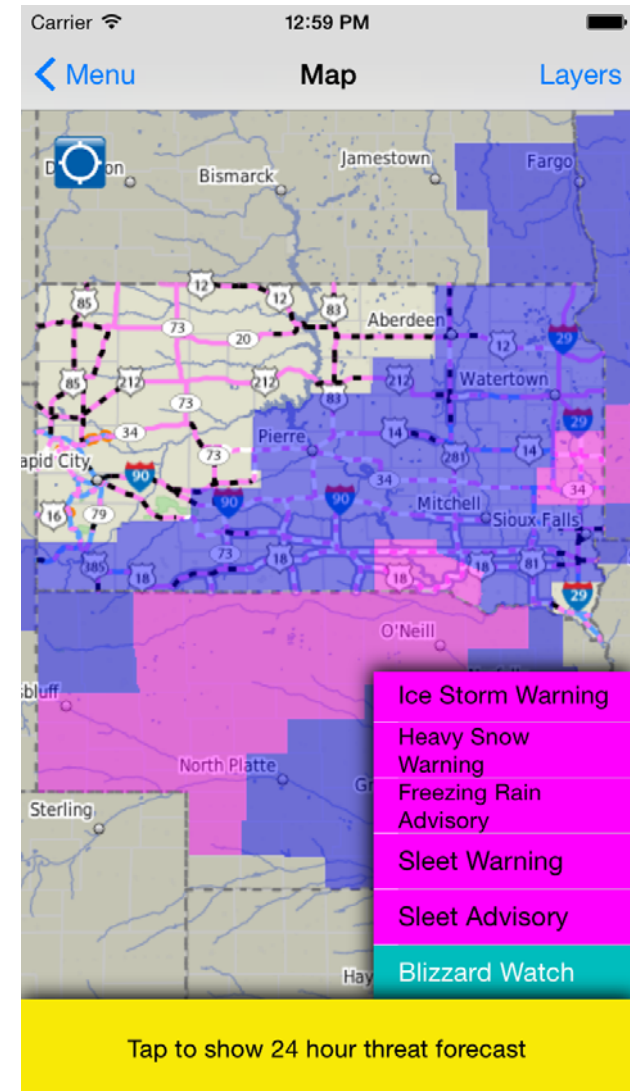 Carrier 12:59 PM
Menu Map Layers
Jamestown
Fargo
Bismarck
12
85
12
83
73
20
Aberdeen
29
12
85
212
212
212
Watertown
73
83
29
34
Pierre
14
14
73
281
apid City
90
34
34
90
90
Mitchell
16
79
Sioux Falls
73
18
385
18
18
18
81
29
O'Neill
sbluff
North Platte
Gr
Sterling
Hay
Ice Storm Warning
Heavy Snow
Warning
Freezing Rain
Advisory
Sleet Warning
Sleet Advisory
Blizzard Watch
Tap to show 24 hour threat forecast